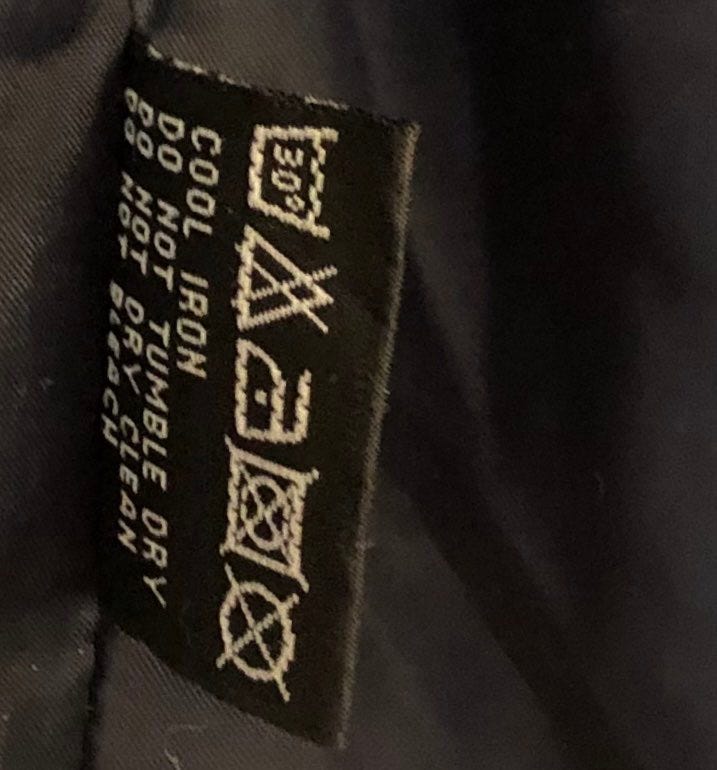 30°
COOL IRON
DO NOT TUMBLE DRY
DO NOT DRY CLEAN
DO NOT BLEACH